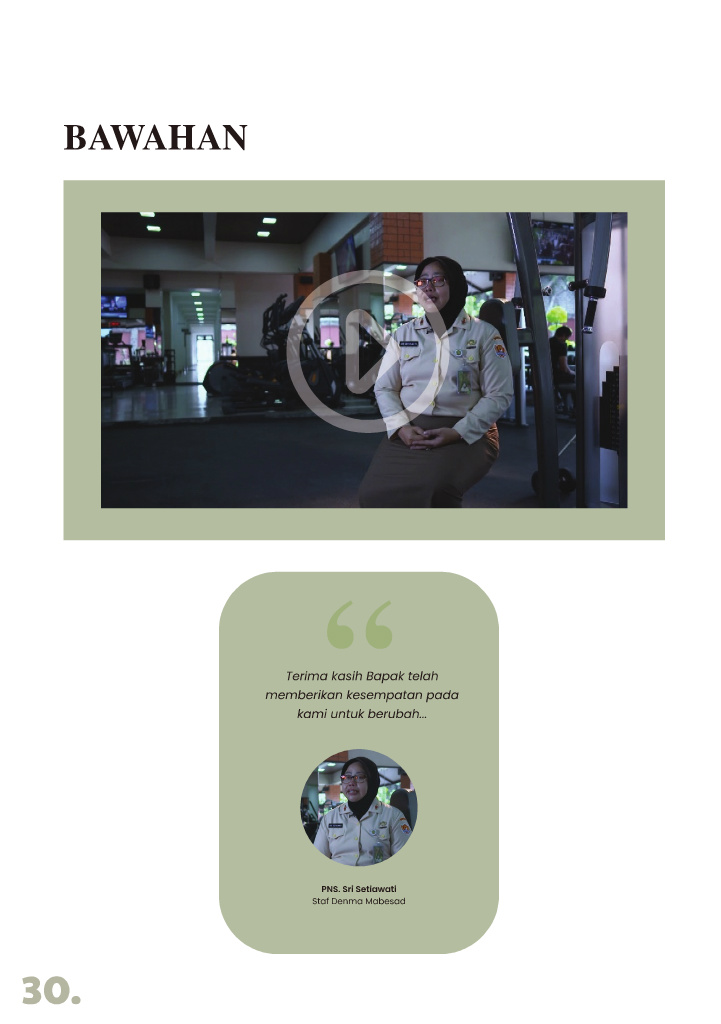 BAWAHAN
Terima kasih Bapak telah
memberikan kesempatan pada
kami untuk berubah...
PNS. Sri Setiawati
Staf Denma Mabesad
30.